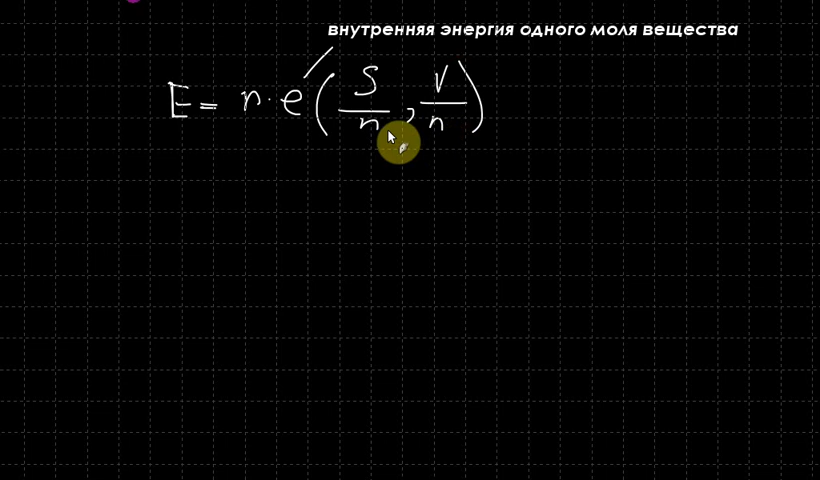 внутренняя энергия одного моля вещества
E = n · e ( S/n , V/n )